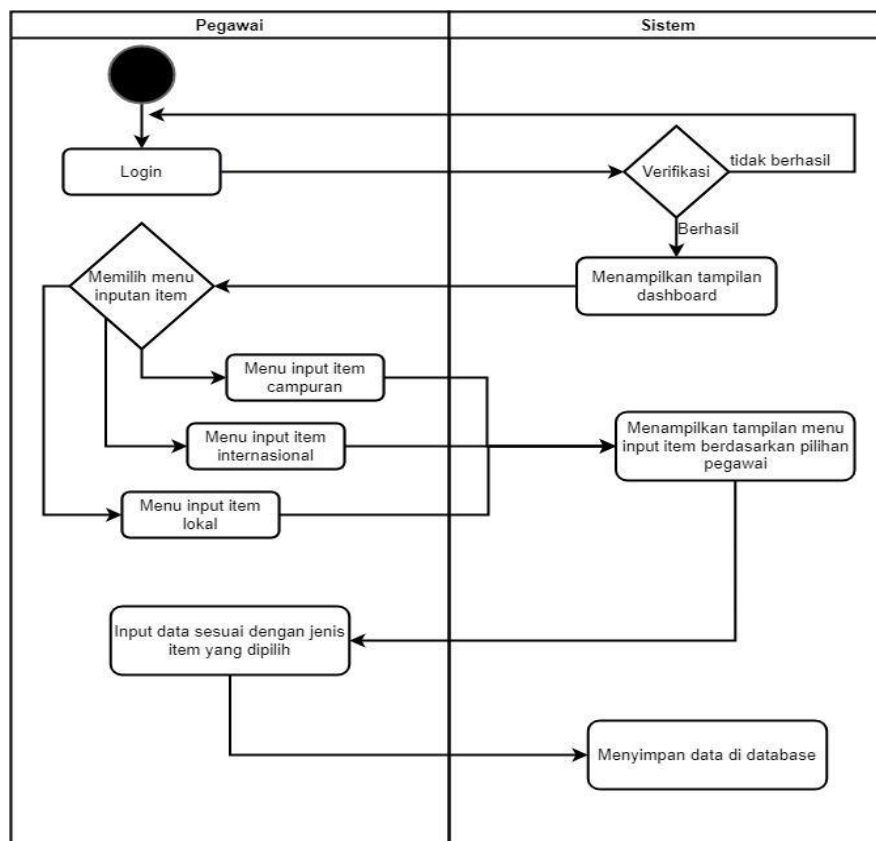 Pegawai
Sistem
Login
Verifikasi
tidak berhasil
Berhasil
Menampilkan tampilan
dashboard
Memilih menu
inputan item
Menu input item
campuran
Menu input item
internasional
Menu input item
lokal
Menampilkan tampilan menu
input item berdasarkan pilihan
pegawai
Input data sesuai dengan jenis
item yang dipilih
Menyimpan data di database